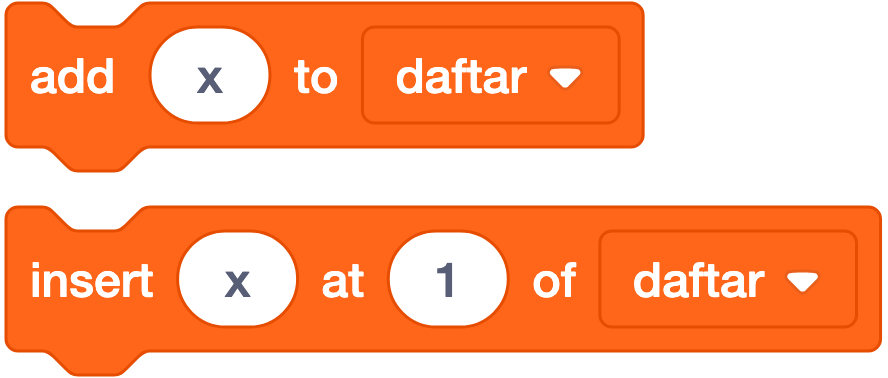 add x to daftar
insert x at 1 of daftar